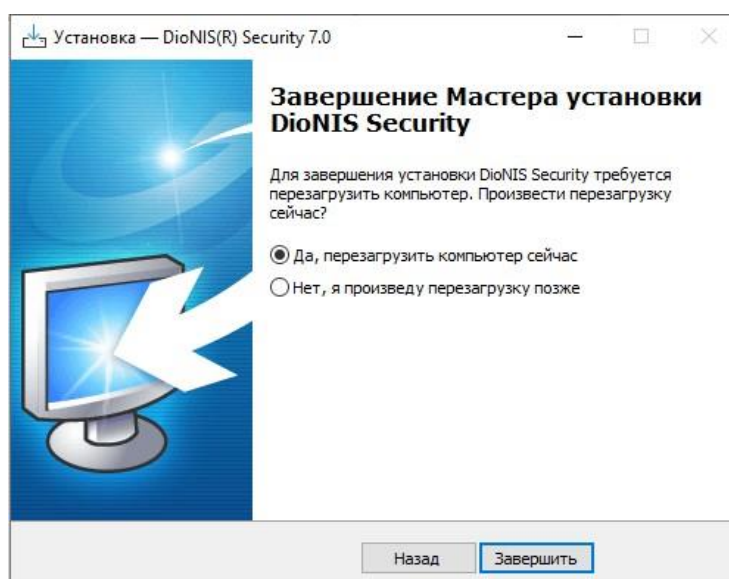 Установка — DioNIS(R) Security 7.0
Завершение Мастера установки
DioNIS Security
Для завершения установки DioNIS Security требуется
перезагрузить компьютер. Произвести перезагрузку
сейчас?
Да, перезагрузить компьютер сейчас
Нет, я произведу перезагрузку позже
Назад
Завершить